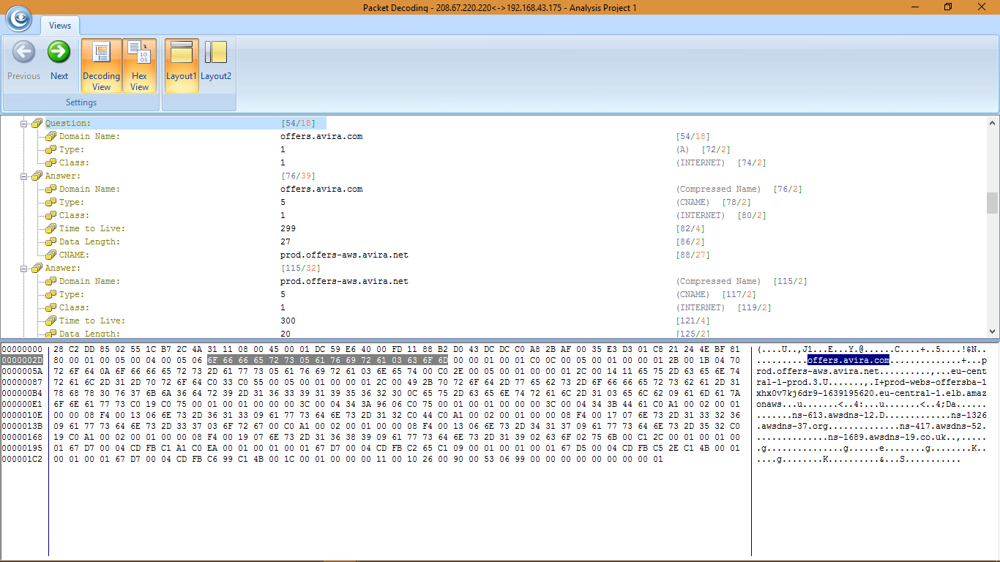 Packet Decoding - 208.67.220.220<->192.168.43.175 - Analysis Project 1
Views
Previous Next Decoding View Hex View Layout1 Layout2
Settings
Question: [54/18]
Domain Name: offers.avira.com [54/18]
Type: 1 (A) [72/2]
Class: 1 (INTERNET) [74/2]
Answer: [76/39]
Domain Name: offers.avira.com (Compressed Name) [76/2]
Type: 5 (CNAME) [78/2]
Class: 1 (INTERNET) [80/2]
Time to Live: 299 [82/4]
Data Length: 27 [86/2]
CNAME: prod.offers-aws.avira.net [88/27]
Answer: [115/32]
Domain Name: prod.offers-aws.avira.net (Compressed Name) [115/2]
Type: 5 (CNAME) [117/2]
Class: 1 (INTERNET) [119/2]
Time to Live: 300 [121/4]
Data Length: 20 [125/2]
00000000 28 C2 DD 85 02 55 1C B7 2C 4A 31 11 08 00 45 00 01 DC 59 E6 40 00 FD 11 88 B2 D0 43 DC DC C0 A8 2B AF 00 35 E3 D3 01 C8 21 24 4E BF 81 (....U..,J1...E...Y.@......C....+..5....!$N..
0000002D 80 00 01 00 05 00 04 00 05 06 6F 66 66 65 72 73 05 61 76 69 72 61 03 63 6F 6D 00 00 01 00 01 C0 0C 00 05 00 01 00 00 01 2B 00 1B 04 70 ..........offers.avira.com..............+...p
0000005A 72 6F 64 0A 6F 66 66 65 72 73 2D 61 77 73 05 61 76 69 72 61 03 6E 65 74 00 C0 2E 00 05 00 01 00 00 01 2C 00 14 11 65 75 2D 63 65 6E 74 rod.offers-aws.avira.net..........,...eu-cent
00000087 72 61 6C 2D 31 2D 70 72 6F 64 C0 33 C0 55 00 05 00 01 00 00 00 01 2C 00 49 2B 70 72 6F 64 2D 77 65 62 73 2D 6F 66 66 65 72 73 62 61 2D 31 ral-1-prod.3.U.......,.I+prod-webs-offersba-1
000000B4 78 68 78 30 76 37 6B 6A 36 64 72 39 2D 31 36 33 39 31 39 35 36 32 30 0C 65 75 2D 63 65 6E 74 72 61 6C 2D 31 03 65 6C 62 09 61 6D 61 7A xhx0v7kj6dr9-1639195620.eu-central-1.elb.amaz
000000E1 6F 6E 61 77 73 C0 19 C0 75 00 01 00 01 00 00 00 3C 00 04 34 3A 96 06 C0 75 00 01 00 01 00 00 00 3C 00 04 34 3B 44 61 C0 A1 00 02 00 01 onaws...u.......<..4:...u.......<..4;Da......
0000010E 00 00 08 F4 00 13 06 6E 73 2D 36 31 33 09 61 77 73 64 6E 73 2D 31 32 C0 44 C0 A1 00 02 00 01 00 00 08 F4 00 17 07 6E 73 2D 31 33 32 36 .......ns-613.awsdns-12.D.............ns-1326
0000013B 09 61 77 73 64 6E 73 2D 33 37 03 6F 72 67 00 C0 A1 00 02 00 01 00 00 08 F4 00 13 06 6E 73 2D 34 31 37 09 61 77 73 64 6E 73 2D 35 32 C0 .awsdns-37.org..............ns-417.awsdns-52.
00000168 19 C0 A1 00 02 00 01 00 00 08 F4 00 19 07 6E 73 2D 31 36 38 39 09 61 77 73 64 6E 73 2D 31 39 02 63 6F 02 75 6B 00 C1 2C 00 01 00 01 00 ..............ns-1689.awsdns-19.co.uk..,.....
00000195 01 67 D7 00 04 CD FB C1 A1 C0 EA 00 01 00 01 00 01 67 D7 00 04 CD FB C2 65 C1 09 00 01 00 01 00 01 67 D5 00 04 CD FB C5 2E C1 4B 00 01 .g...............g......e........g........K..
000001C2 00 01 00 01 67 D7 00 04 CD FB C6 99 C1 4B 00 1C 00 01 00 00 00 11 00 10 26 00 90 00 53 06 99 00 00 00 00 00 00 00 00 01 ....g........K..........&...S...........